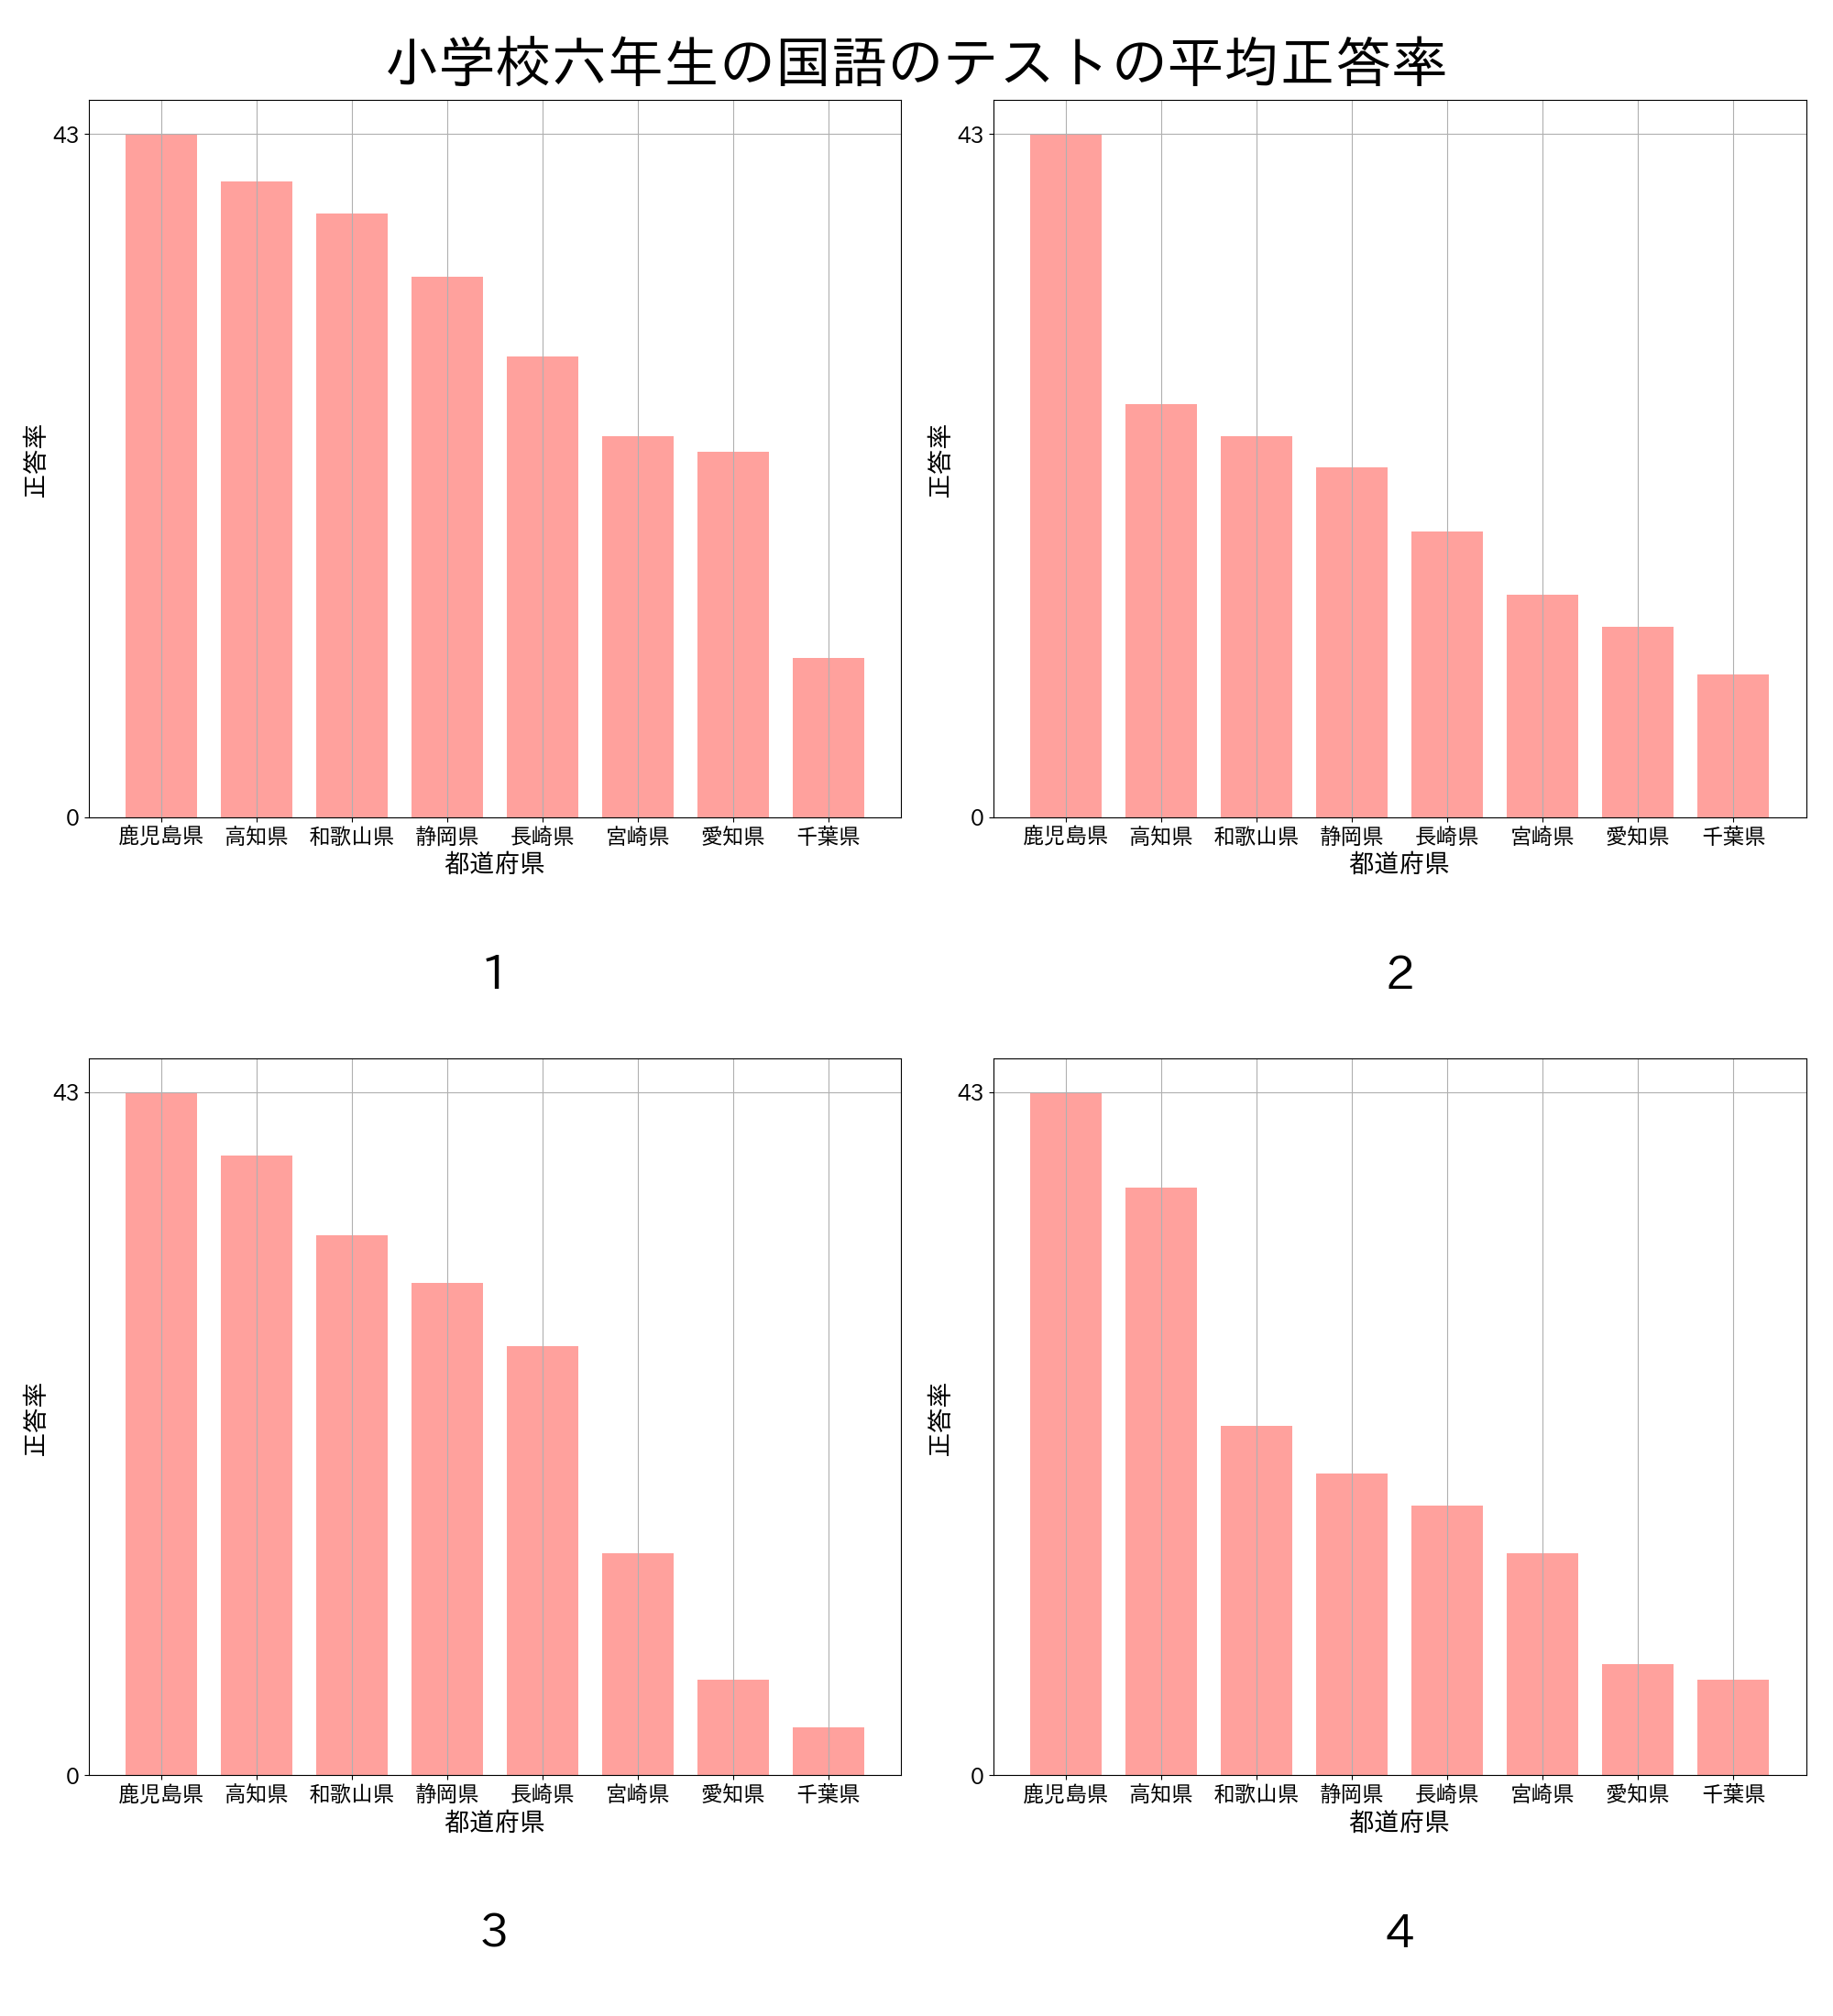 小学校六年生の国語のテストの平均正答率
43
0
正答率
鹿児島県 高知県 和歌山県 静岡県 長崎県 宮崎県 愛知県 千葉県
都道府県
1
43
0
正答率
鹿児島県 高知県 和歌山県 静岡県 長崎県 宮崎県 愛知県 千葉県
都道府県
2
43
0
正答率
鹿児島県 高知県 和歌山県 静岡県 長崎県 宮崎県 愛知県 千葉県
都道府県
3
43
0
正答率
鹿児島県 高知県 和歌山県 静岡県 長崎県 宮崎県 愛知県 千葉県
都道府県
4